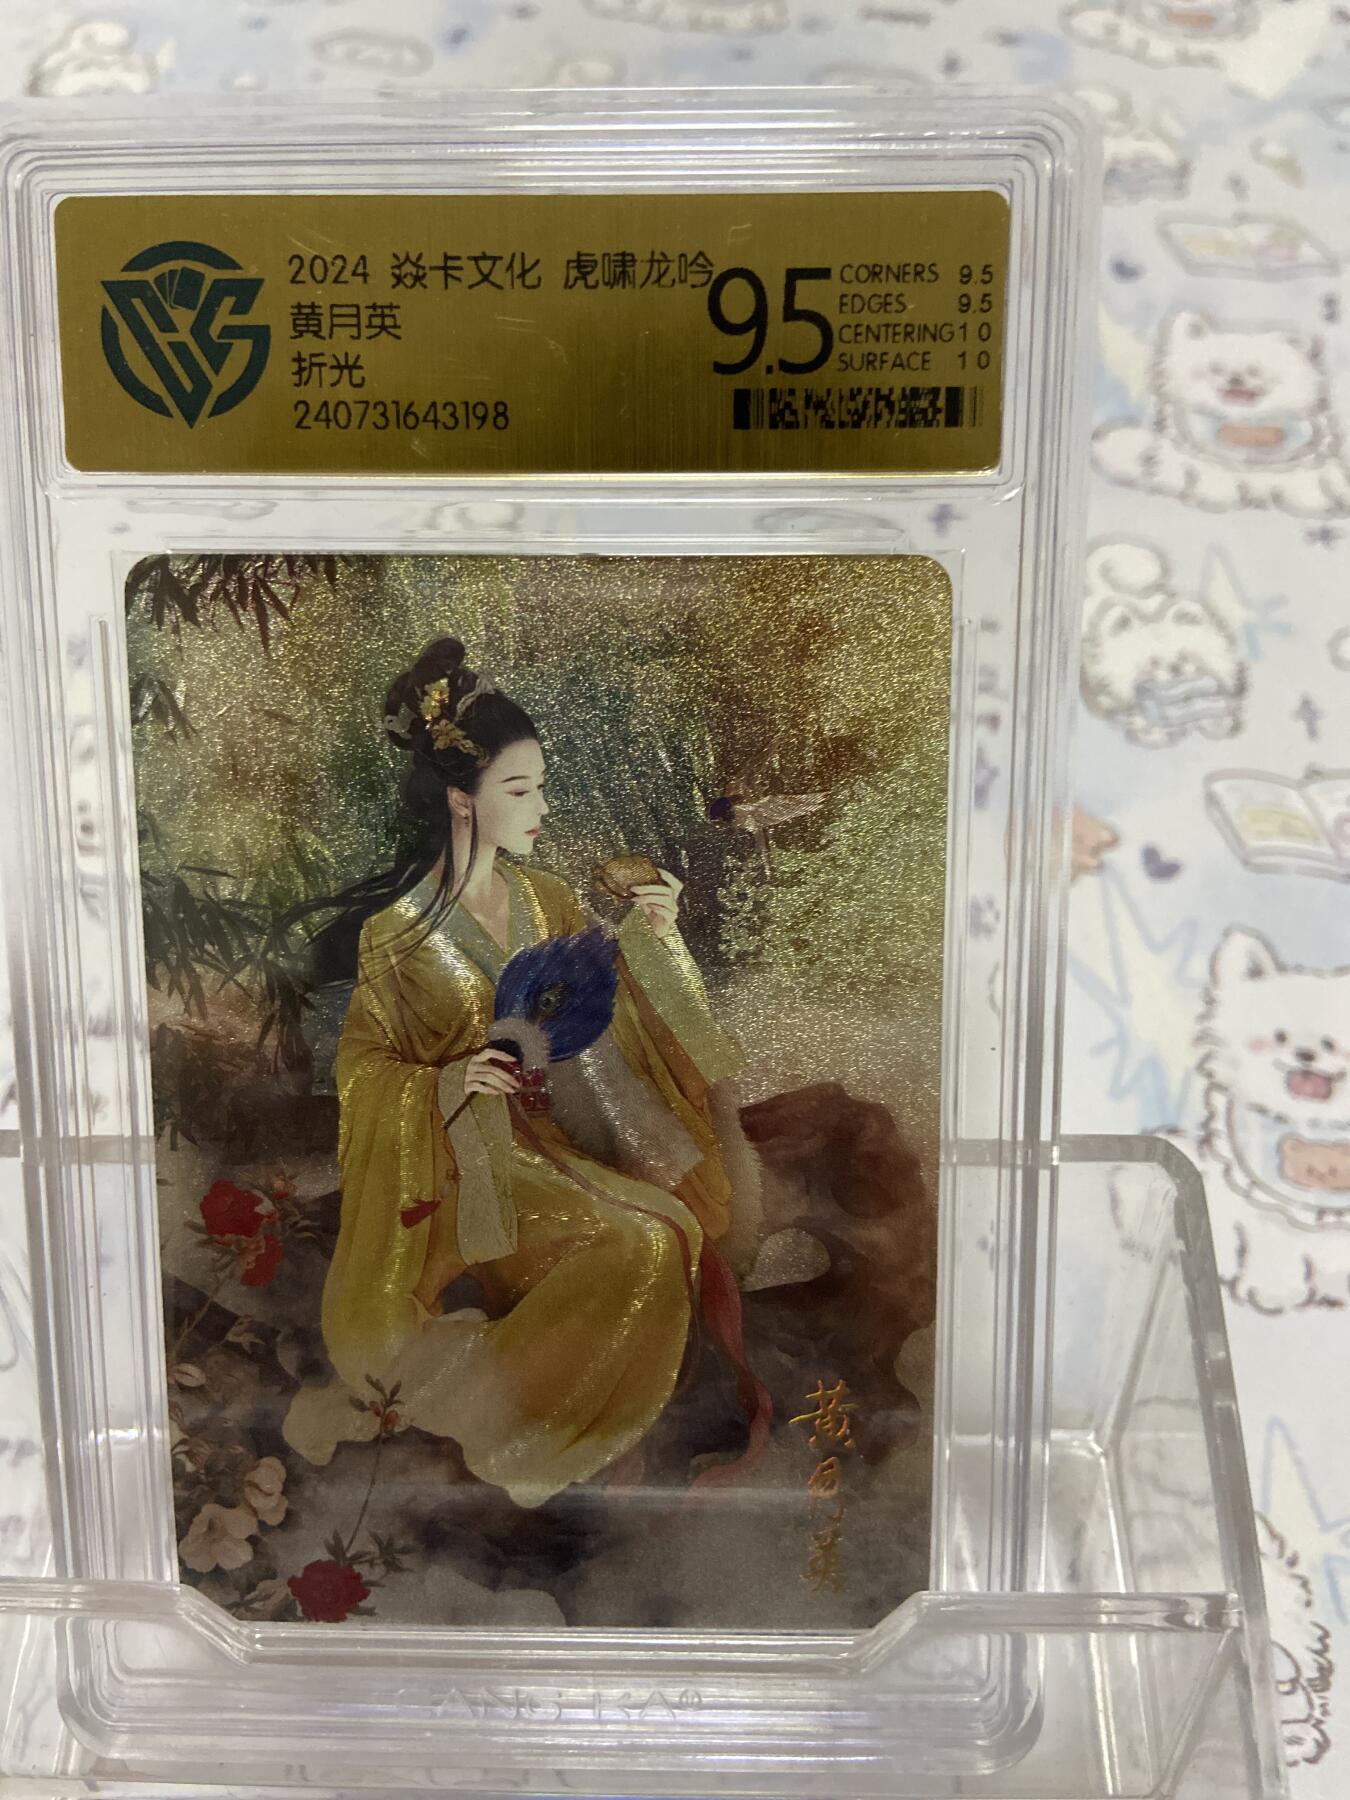 2024 焱卡文化 虎啸龙吟
黄月英
折光
240731643198
9.5
CORNERS 9.5
EDGES 9.5
CENTERING 10
SURFACE 10
黄月英